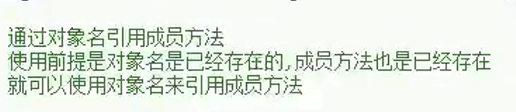 通过对象名引用成员方法
使用前提是对象名是已经存在的,成员方法也是已经存在
就可以使用对象名来引用成员方法